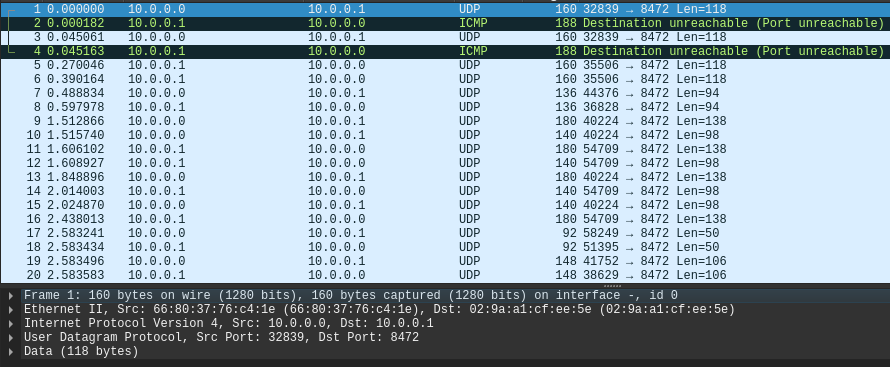 1 0.000000 10.0.0.0 10.0.0.1 UDP 160 32839 → 8472 Len=118
2 0.000182 10.0.0.1 10.0.0.0 ICMP 188 Destination unreachable (Port unreachable)
3 0.045061 10.0.0.0 10.0.0.1 UDP 160 32839 → 8472 Len=118
4 0.045163 10.0.0.1 10.0.0.0 ICMP 188 Destination unreachable (Port unreachable)
5 0.270046 10.0.0.1 10.0.0.0 UDP 160 35506 → 8472 Len=118
6 0.390164 10.0.0.1 10.0.0.0 UDP 160 35506 → 8472 Len=118
7 0.488834 10.0.0.0 10.0.0.1 UDP 136 44376 → 8472 Len=94
8 0.597978 10.0.0.1 10.0.0.0 UDP 136 36828 → 8472 Len=94
9 1.512866 10.0.0.0 10.0.0.1 UDP 180 40224 → 8472 Len=138
10 1.515740 10.0.0.0 10.0.0.1 UDP 140 40224 → 8472 Len=98
11 1.606102 10.0.0.1 10.0.0.0 UDP 180 54709 → 8472 Len=138
12 1.608927 10.0.0.1 10.0.0.0 UDP 140 54709 → 8472 Len=98
13 1.848896 10.0.0.0 10.0.0.1 UDP 180 40224 → 8472 Len=138
14 2.014003 10.0.0.1 10.0.0.0 UDP 140 54709 → 8472 Len=98
15 2.024870 10.0.0.0 10.0.0.1 UDP 140 40224 → 8472 Len=98
16 2.438013 10.0.0.1 10.0.0.0 UDP 180 54709 → 8472 Len=138
17 2.583241 10.0.0.0 10.0.0.1 UDP 92 58249 → 8472 Len=50
18 2.583434 10.0.0.1 10.0.0.0 UDP 92 51395 → 8472 Len=50
19 2.583496 10.0.0.0 10.0.0.1 UDP 148 41752 → 8472 Len=106
20 2.583583 10.0.0.1 10.0.0.0 UDP 148 38629 → 8472 Len=106
Frame 1: 160 bytes on wire (1280 bits), 160 bytes captured (1280 bits) on interface -, id 0
Ethernet II, Src: 66:80:37:76:c4:1e (66:80:37:76:c4:1e), Dst: 02:9a:a1:cf:ee:5e (02:9a:a1:cf:ee:5e)
Internet Protocol Version 4, Src: 10.0.0.0, Dst: 10.0.0.1
User Datagram Protocol, Src Port: 32839, Dst Port: 8472
Data (118 bytes)